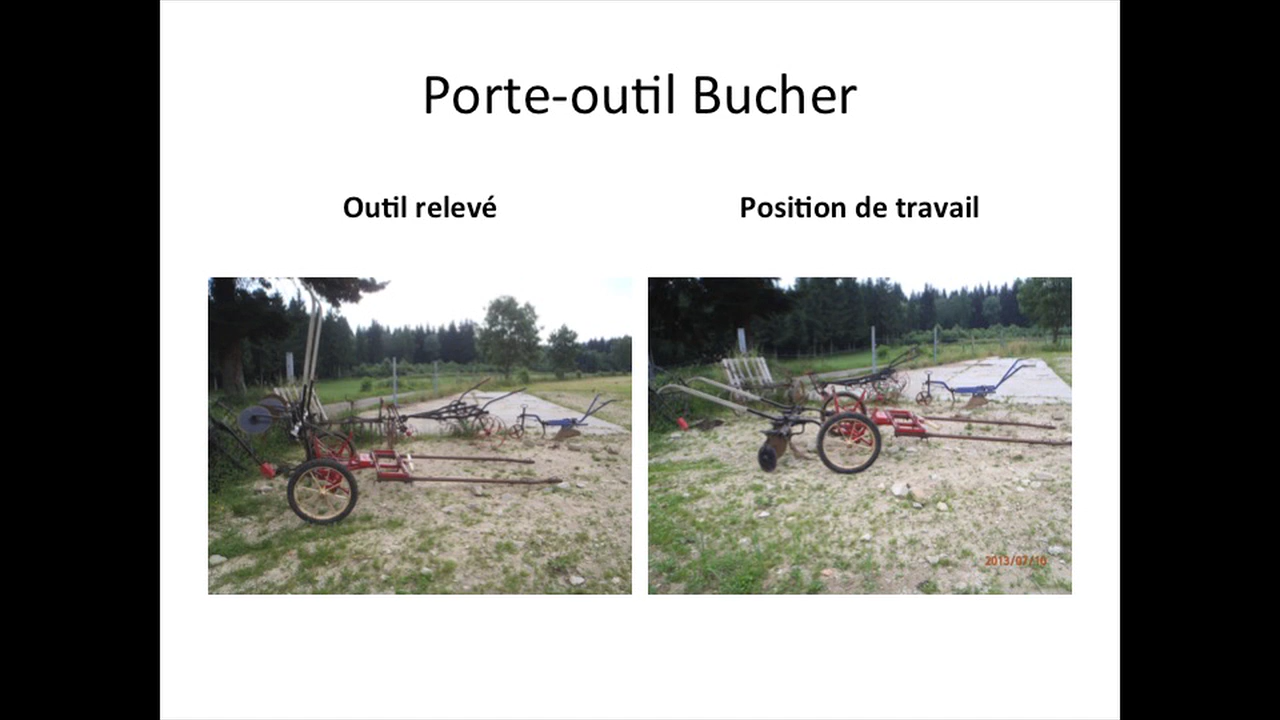 Porte-outil Bucher
Outil relevé
Position de travail
2013/07/10